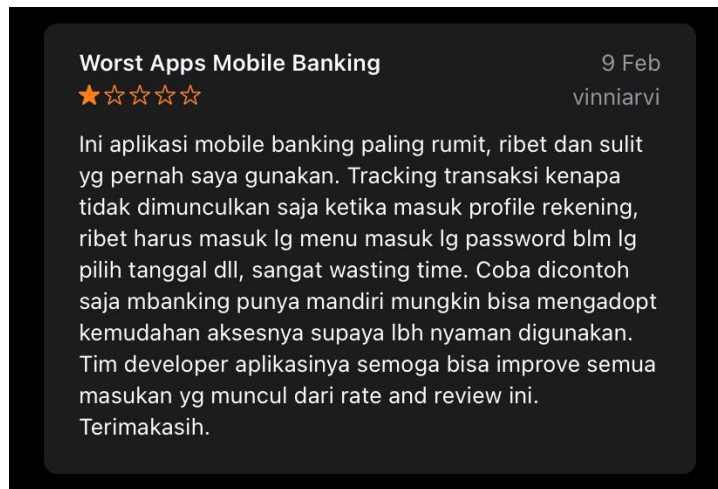 Worst Apps Mobile Banking
9 Feb
vinniarvi
Ini aplikasi mobile banking paling rumit, ribet dan sulit
yg pernah saya gunakan. Tracking transaksi kenapa
tidak dimunculkan saja ketika masuk profile rekening,
ribet harus masuk lg menu masuk lg password blm lg
pilih tanggal dll, sangat wasting time. Coba dicontoh
saja mbanking punya mandiri mungkin bisa mengadopt
kemudahan aksesnya supaya lbh nyaman digunakan.
Tim developer aplikasinya semoga bisa improve semua
masukan yg muncul dari rate and review ini.
Terimakasih.